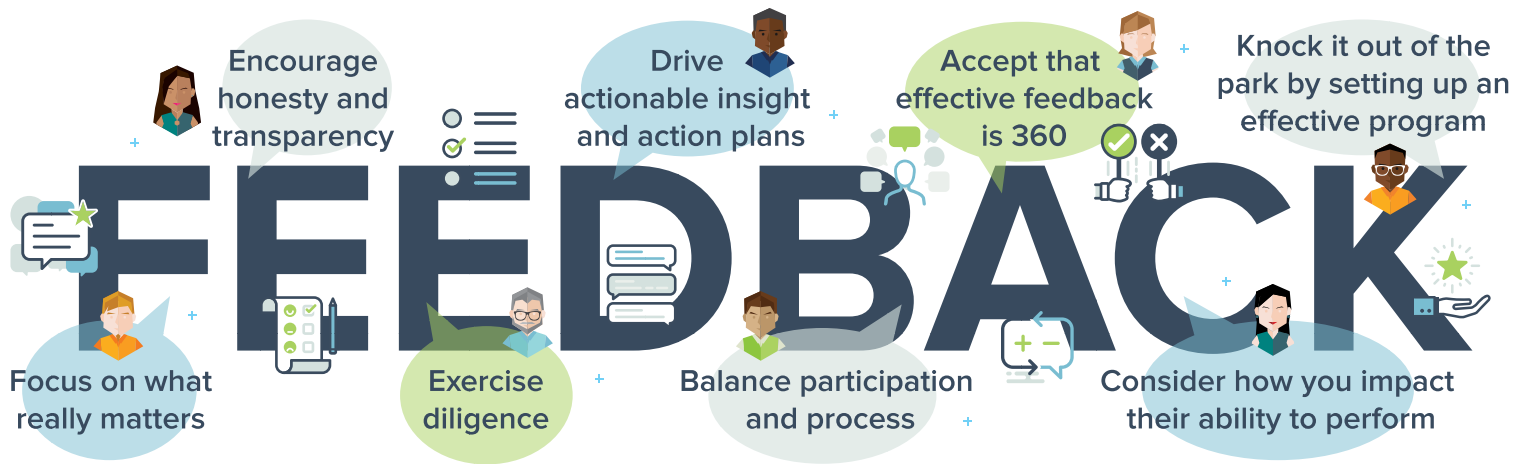 Encourage
honesty and
transparency
Drive
actionable insight
and action plans
Accept that
effective feedback
is 360
Knock it out of the
park by setting up an
effective program
FEEDBACK
Focus on what
really matters
Exercise
diligence
Balance participation
and process
Consider how you impact
their ability to perform